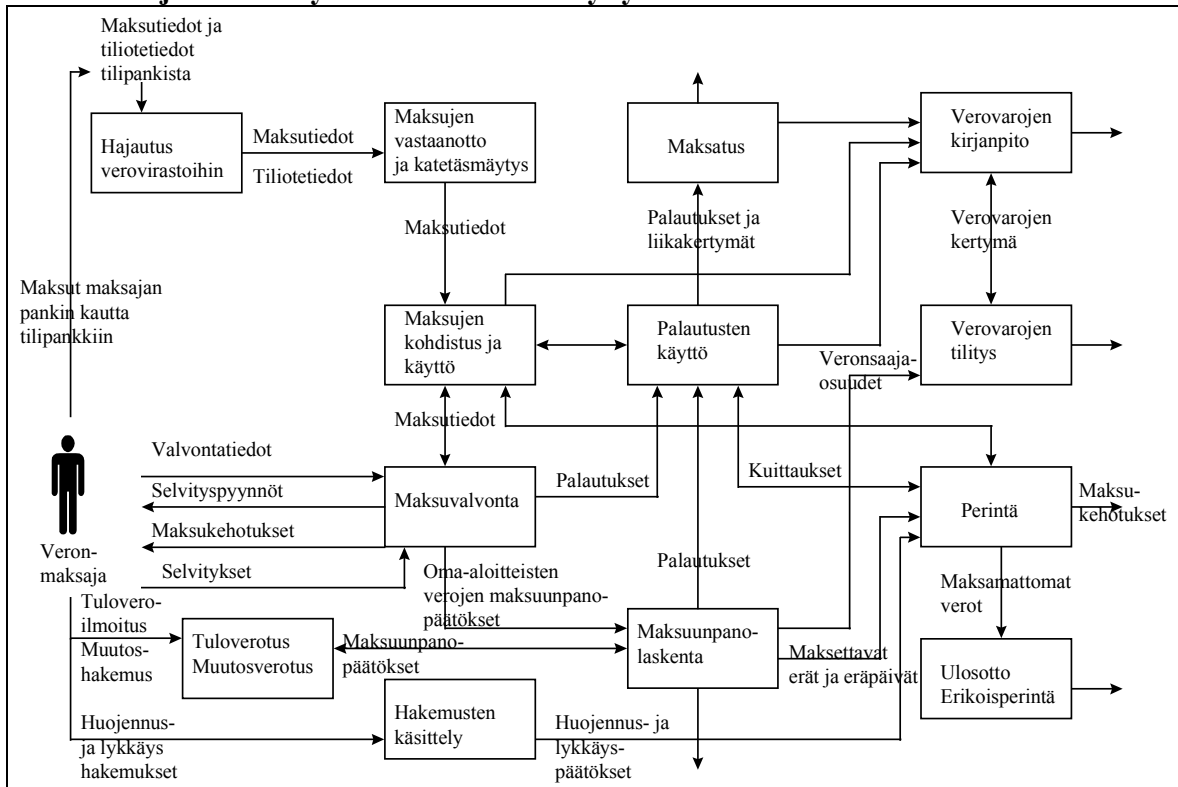 Maksutiedot ja
tiliotetiedot
tilipankista
Hajautus
verovirastoihin
Maksutiedot
Tiliotetiedot
Maksujen
vastaanotto
ja katetäsmäytys
Maksatus
Verovarojen
kirjanpito
Maksutiedot
Palautukset ja
liikakertymät
Verovarojen
kertymä
Maksut maksajan
pankin kautta
tilipankkiin
Maksujen
kohdistus ja
käyttö
Palautusten
käyttö
Verovarojen
tilitys
Veronsaaja-
osuudet
Maksutiedot
Valvontatiedot
Selvityspyynnöt
Maksukehotukset
Selvitykset
Maksuvalvonta
Palautukset
Kuittaukset
Perintä
Maksu-
kehotukset
Veron-
maksaja
Oma-aloitteisten
verojen maksuunpano-
päätökset
Palautukset
Maksamattomat
verot
Tulovero-
ilmoitus
Muutos-
hakemus
Tuloverotus
Muutosverotus
Maksuunpano-
päätökset
Maksuunpano-
laskenta
Maksettavat
erät ja eräpäivät
Ulosotto
Erikoisperintä
Huojennus-
ja lykkäys
hakemukset
Hakemusten
käsittely
Huojennus- ja
lykkäys-
päätökset